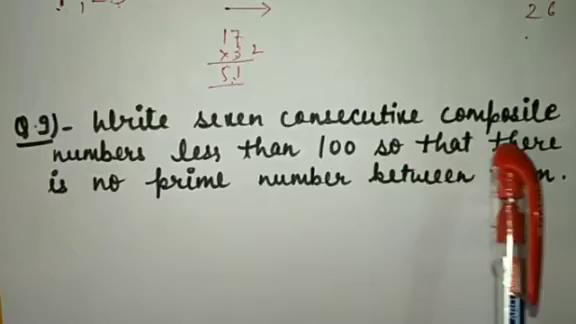 26
17
×3 2
51
Q.9)- Write seven consecutive composite
numbers less than 100 so that there
is no prime number between